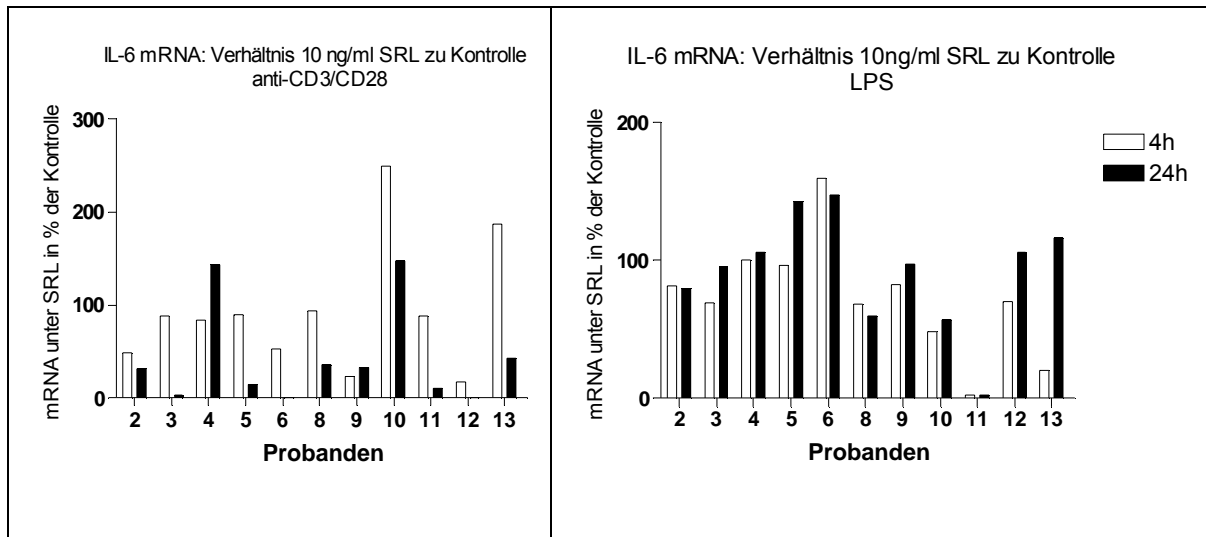 IL-6 mRNA: Verhältnis 10 ng/ml SRL zu Kontrolle
anti-CD3/CD28
mRNA unter SRL in % der Kontrolle
300
200
100
0
2 3 4 5 6 8 9 10 11 12 13
Probanden
IL-6 mRNA: Verhältnis 10ng/ml SRL zu Kontrolle
LPS
mRNA unter SRL in % der Kontrolle
200
100
0
2 3 4 5 6 8 9 10 11 12 13
Probanden
4h
24h